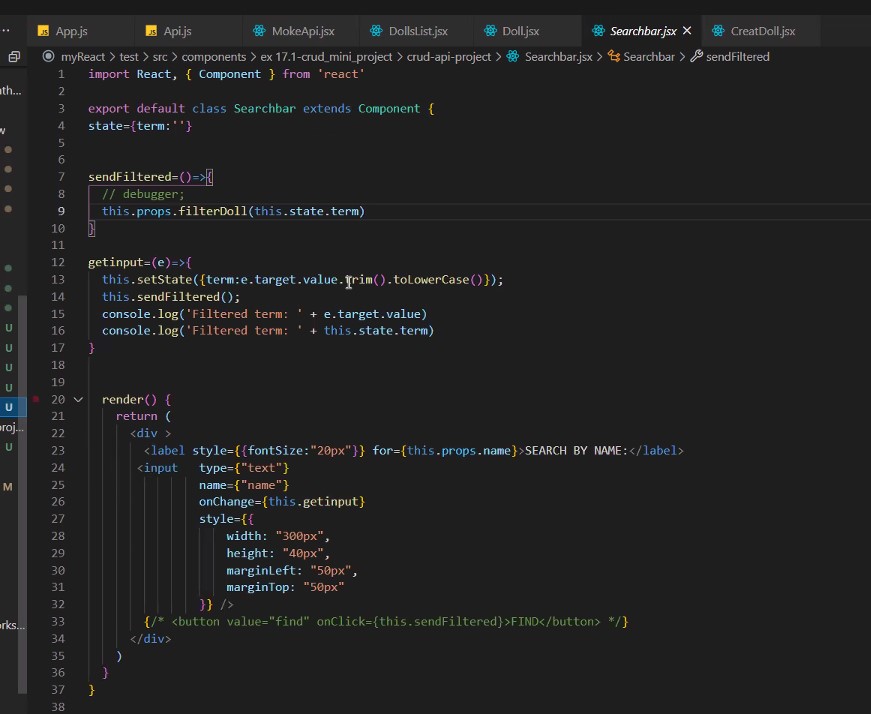 App.js
Api.js
MokeApi.jsx
DollsList.jsx
Doll.jsx
Searchbar.jsx
CreatDoll.jsx
myReact > test > src > components > ex 17.1-crud_mini_project > crud-api-project > Searchbar.jsx > Searchbar > sendFiltered
1 import React, { Component } from 'react'
2
3 export default class Searchbar extends Component {
4 state={term:''}
5
6
7 sendFiltered=()=>{
8 // debugger;
9 this.props.filterDoll(this.state.term)
10 }
11
12 getinput=(e)=>{
13 this.setState({term:e.target.value.trim().toLowerCase()});
14 this.sendFiltered();
15 console.log('Filtered term: ' + e.target.value)
16 console.log('Filtered term: ' + this.state.term)
17 }
18
19
20 render() {
21 return (
22 <div >
23 <label style={{fontSize:"20px"}} for={this.props.name}>SEARCH BY NAME:</label>
24 <input type={"text"}
25 name={"name"}
26 onChange={this.getinput}
27 style={{
28 width: "300px",
29 height: "40px",
30 marginLeft: "50px",
31 marginTop: "50px"
32 }} />
33 {/* <button value="find" onClick={this.sendFiltered}>FIND</button> */}
34 </div>
35 )
36 }
37 }
38
ath...
w
U
U
U
U
U
proj...
U
M
orks...